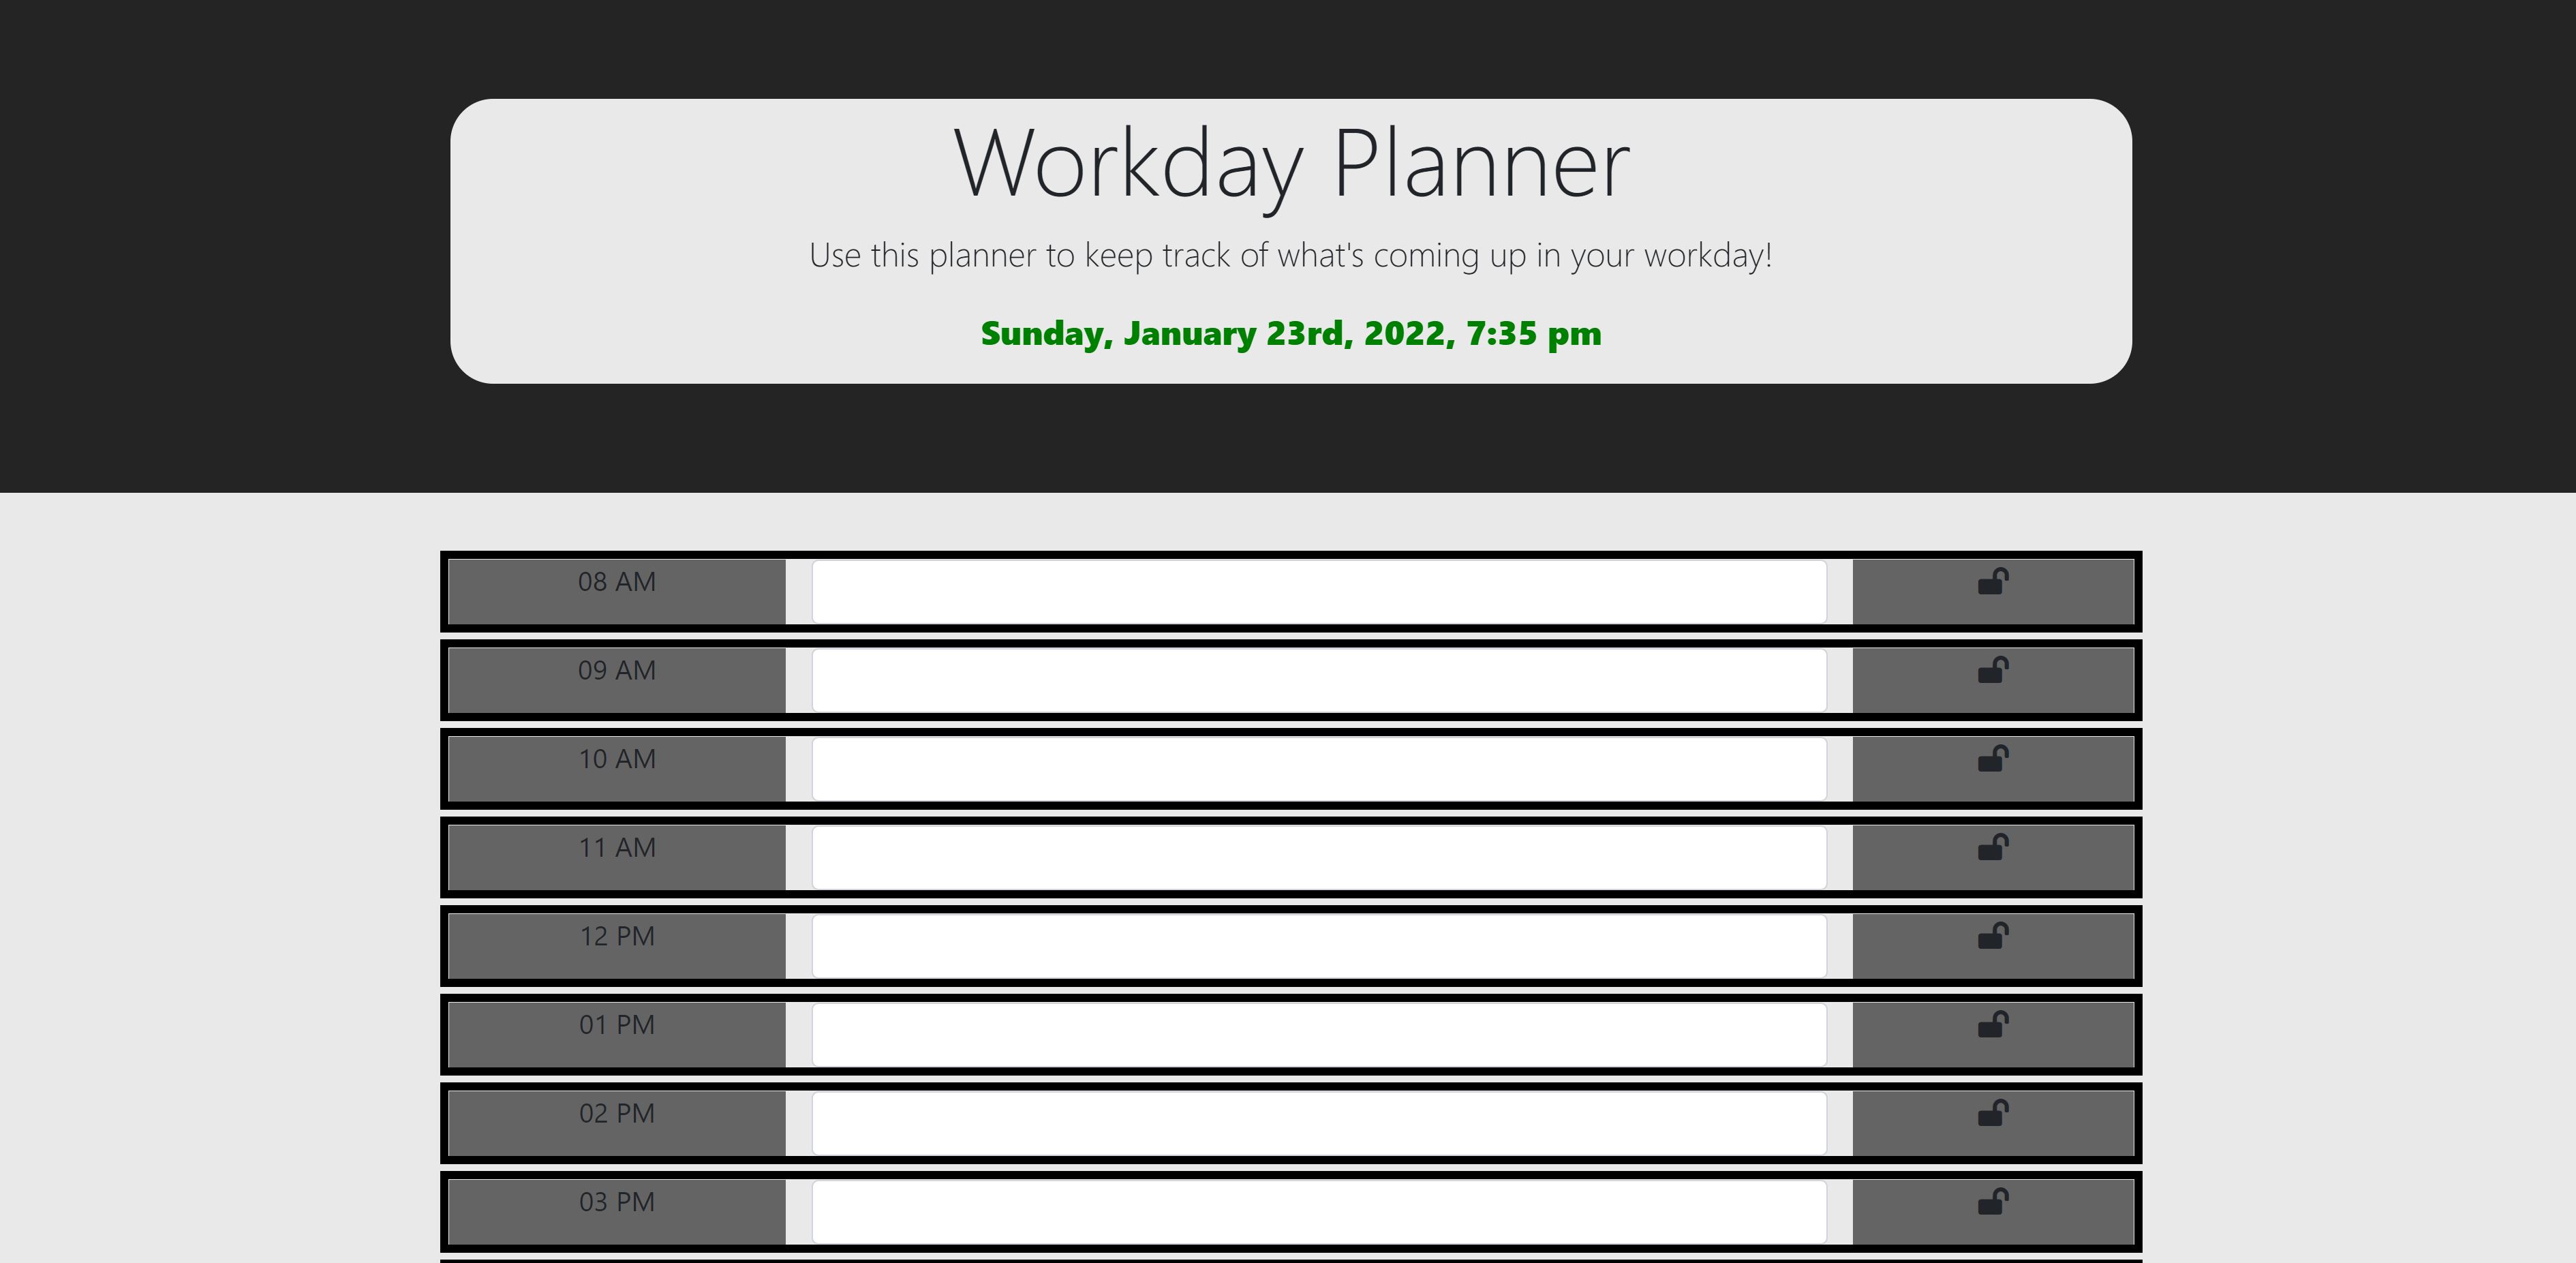 Workday Planner
Use this planner to keep track of what's coming up in your workday!
Sunday, January 23rd, 2022, 7:35 pm
08 AM
09 AM
10 AM
11 AM
12 PM
01 PM
02 PM
03 PM